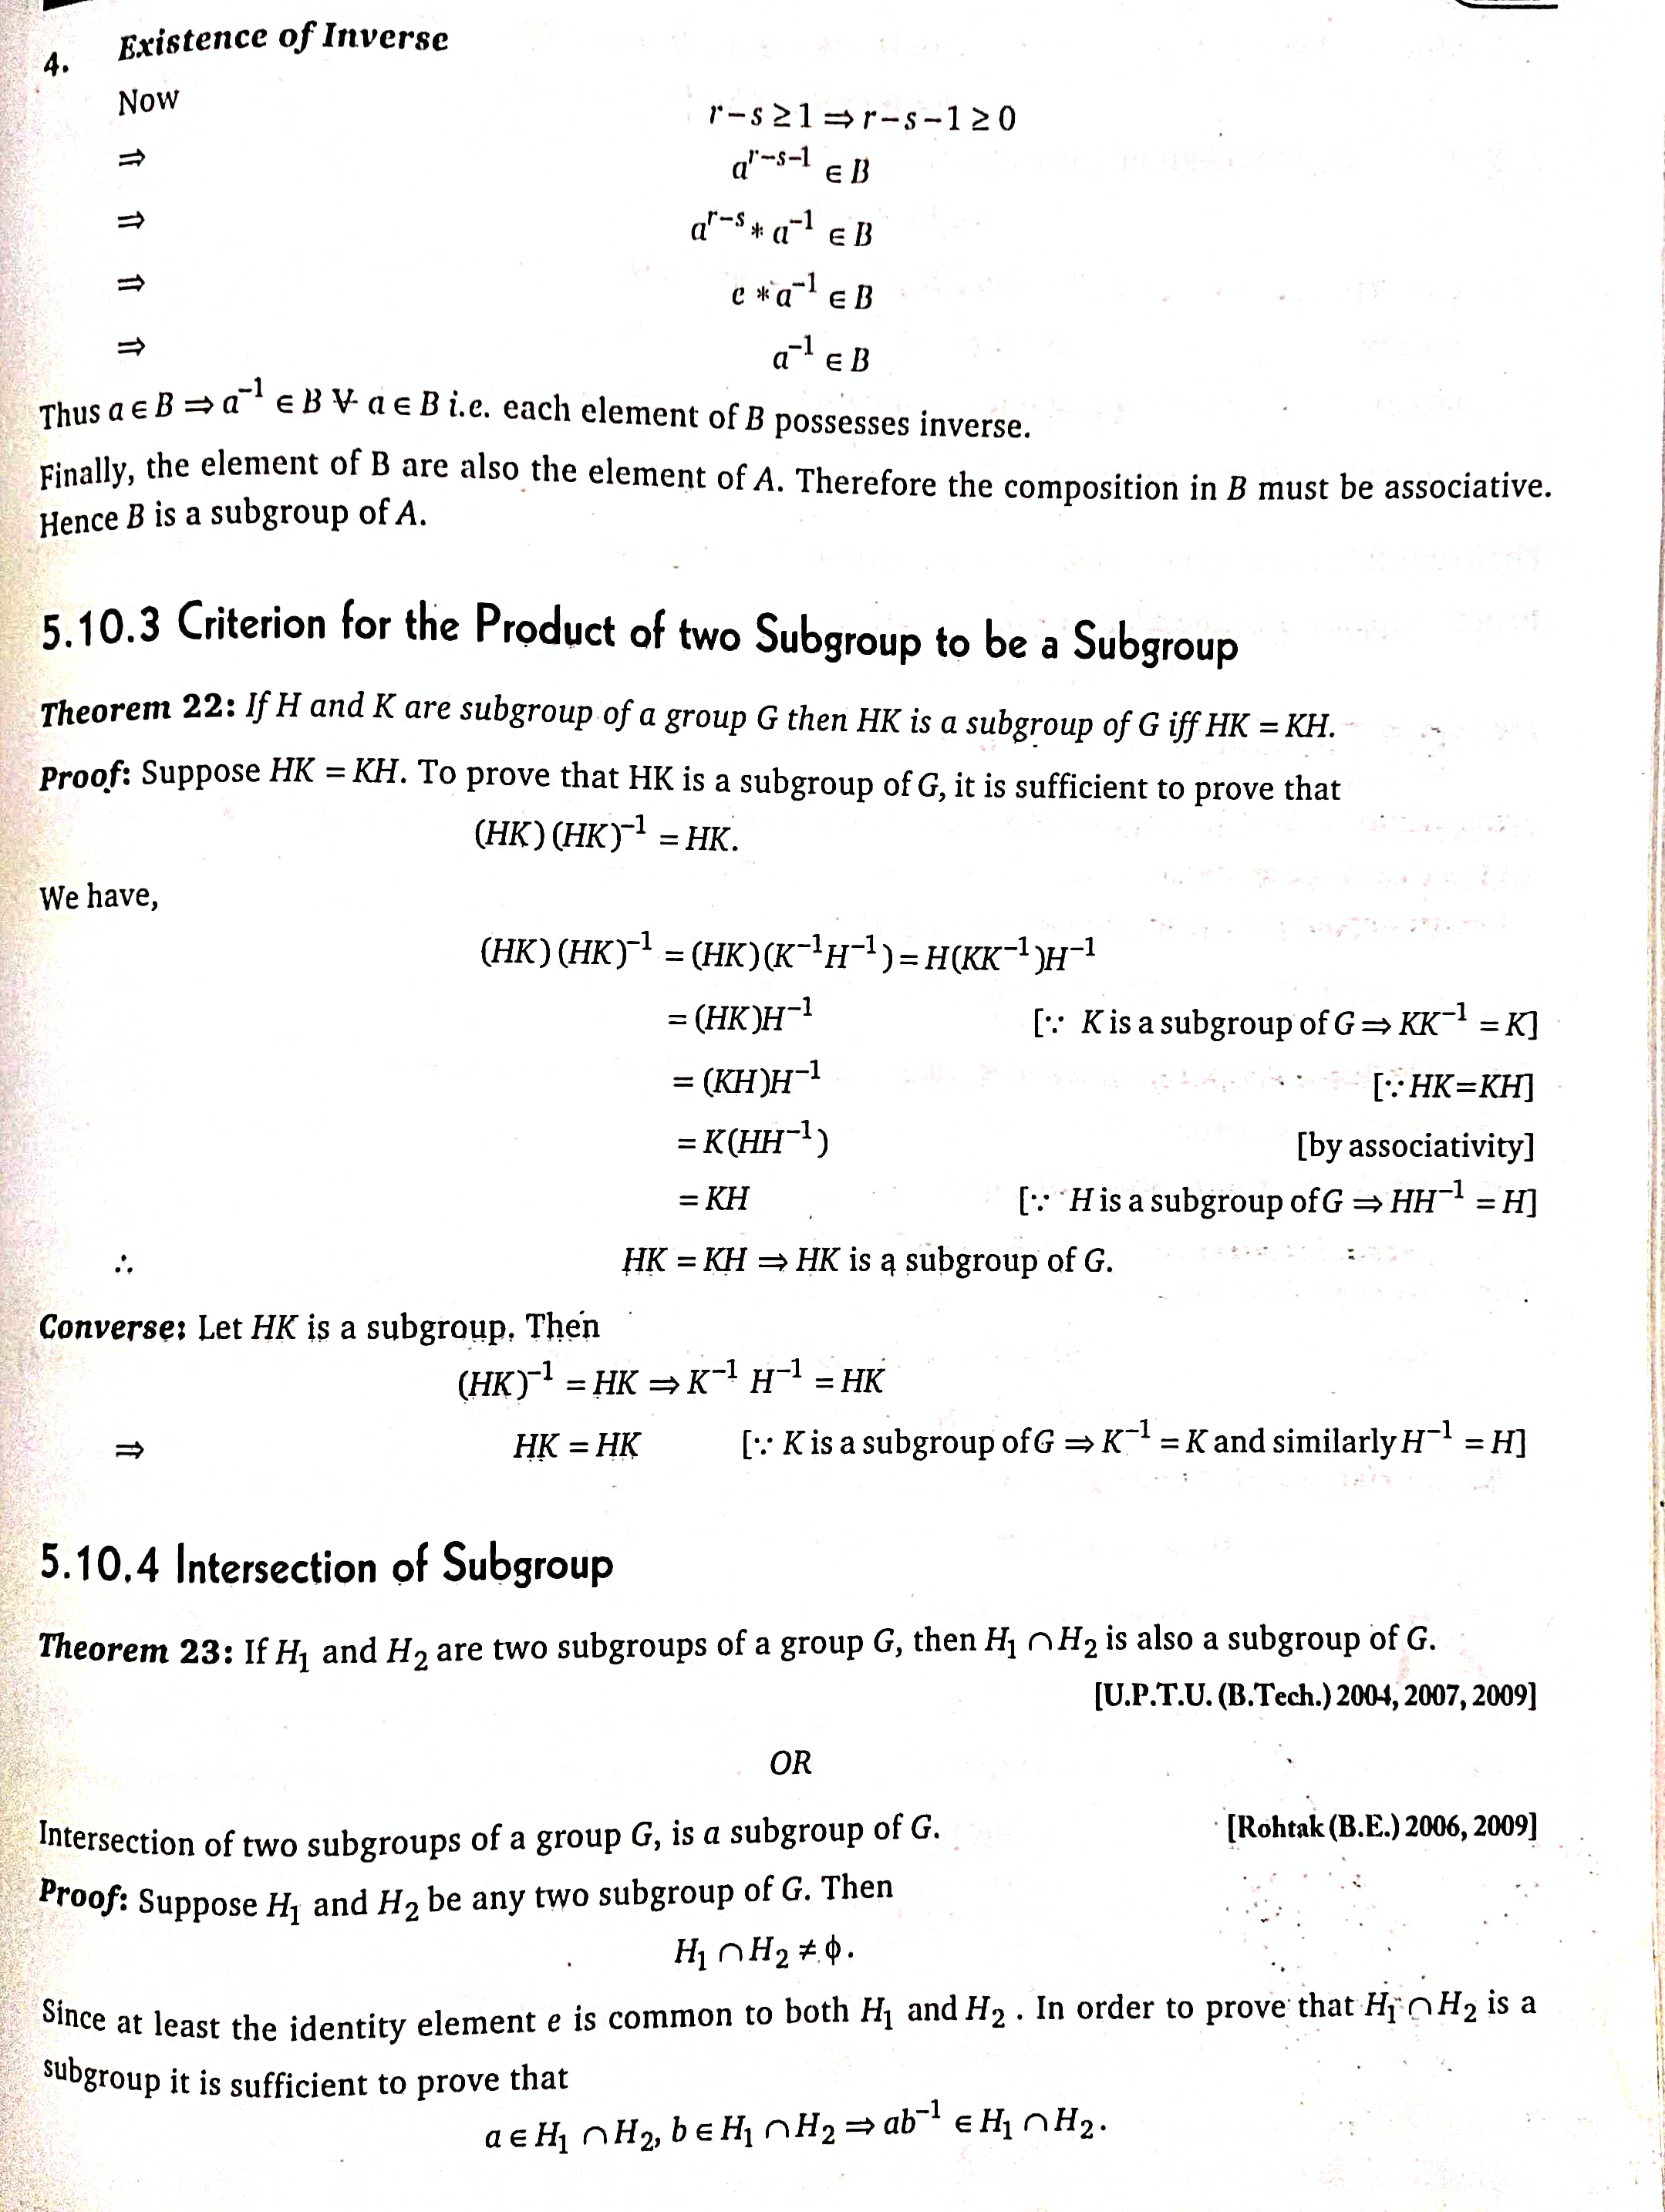 4. Existence of Inverse
Now r – s ≥ 1 ⇒ r – s – 1 ≥ 0
⇒ a^{r–s–1} ∈ B
⇒ a^{r–s} * a^{–1} ∈ B
⇒ e * a^{–1} ∈ B
⇒ a^{–1} ∈ B
Thus a ∈ B ⇒ a^{–1} ∈ B ∀ a ∈ B i.e. each element of B possesses inverse.
Finally, the element of B are also the element of A. Therefore the composition in B must be associative.
Hence B is a subgroup of A.
5.10.3 Criterion for the Product of two Subgroup to be a Subgroup
Theorem 22: If H and K are subgroup of a group G then HK is a subgroup of G iff HK = KH.
Proof: Suppose HK = KH. To prove that HK is a subgroup of G, it is sufficient to prove that
(HK) (HK)^{–1} = HK.
We have,
(HK) (HK)^{–1} = (HK)(K^{–1}H^{–1}) = H(KK^{–1})H^{–1}
= (HK)H^{–1} [∵ K is a subgroup of G ⇒ KK^{–1} = K]
= (KH)H^{–1} [∵ HK=KH]
= K(HH^{–1}) [by associativity]
= KH [∵ H is a subgroup of G ⇒ HH^{–1} = H]
∴ HK = KH ⇒ HK is a subgroup of G.
Converse: Let HK is a subgroup. Then
(HK)^{–1} = HK ⇒ K^{–1} H^{–1} = HK
⇒ HK = HK [∵ K is a subgroup of G ⇒ K^{–1} = K and similarly H^{–1} = H]
5.10.4 Intersection of Subgroup
Theorem 23: If H₁ and H₂ are two subgroups of a group G, then H₁ ∩ H₂ is also a subgroup of G.
[U.P.T.U. (B.Tech.) 2004, 2007, 2009]
OR
Intersection of two subgroups of a group G, is a subgroup of G. [Rohtak (B.E.) 2006, 2009]
Proof: Suppose H₁ and H₂ be any two subgroup of G. Then
H₁ ∩ H₂ ≠ ϕ.
Since at least the identity element e is common to both H₁ and H₂ . In order to prove that H₁ ∩ H₂ is a
subgroup it is sufficient to prove that
a ∈ H₁ ∩ H₂, b ∈ H₁ ∩ H₂ ⇒ ab^{–1} ∈ H₁ ∩ H₂.